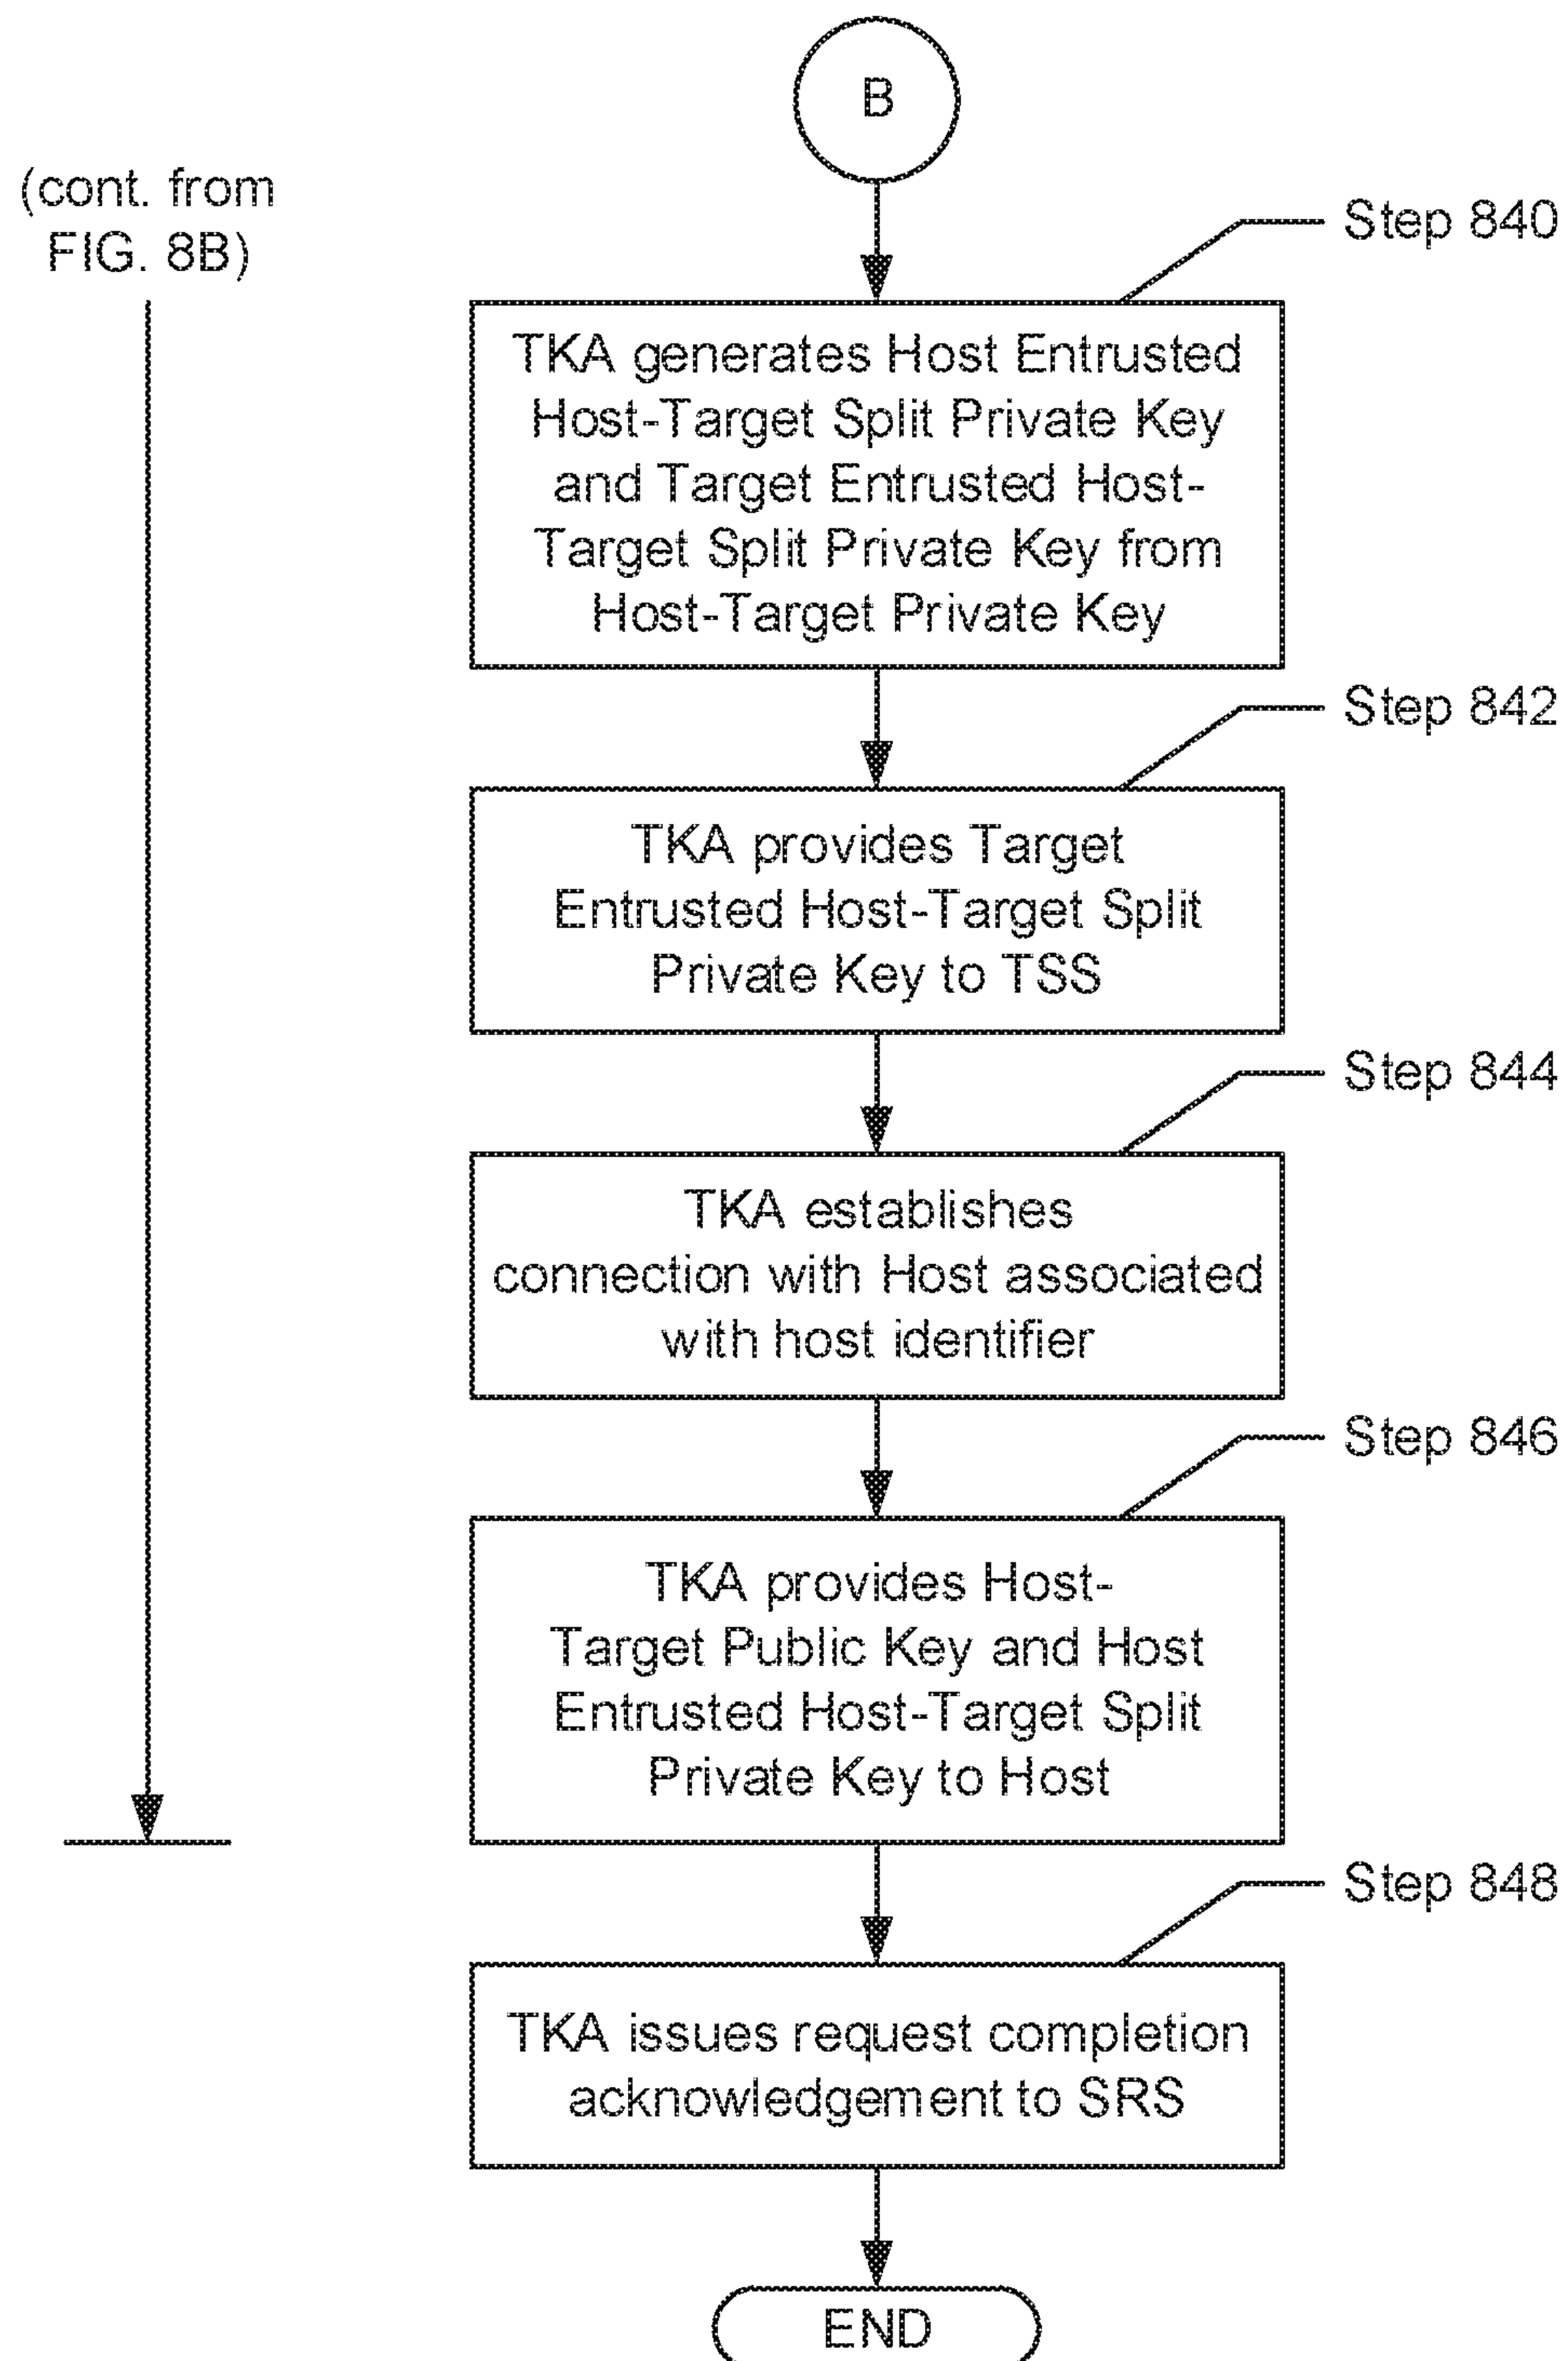 B
(cont. from
FIG. 8B)
Step 840
TKA generates Host Entrusted
Host-Target Split Private Key
and Target Entrusted Host-
Target Split Private Key from
Host-Target Private Key
Step 842
TKA provides Target
Entrusted Host-Target Split
Private Key to TSS
Step 844
TKA establishes
connection with Host associated
with host identifier
Step 846
TKA provides Host-
Target Public Key and Host
Entrusted Host-Target Split
Private Key to Host
Step 848
TKA issues request completion
acknowledgement to SRS
END